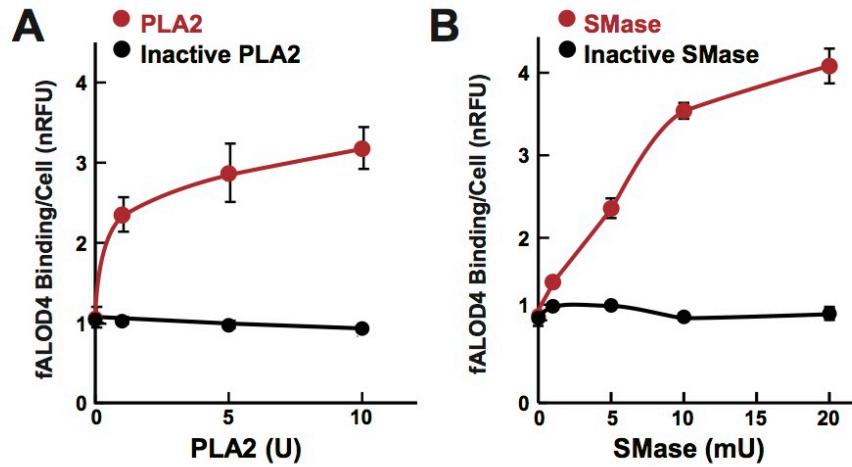 A
PLA2
Inactive PLA2
fALOD4 Binding/Cell (nRFU)
4
3
2
1
0
0
5
10
PLA2 (U)
B
SMase
Inactive SMase
fALOD4 Binding/Cell (nRFU)
4
3
2
1
0
0
5
10
15
20
SMase (mU)